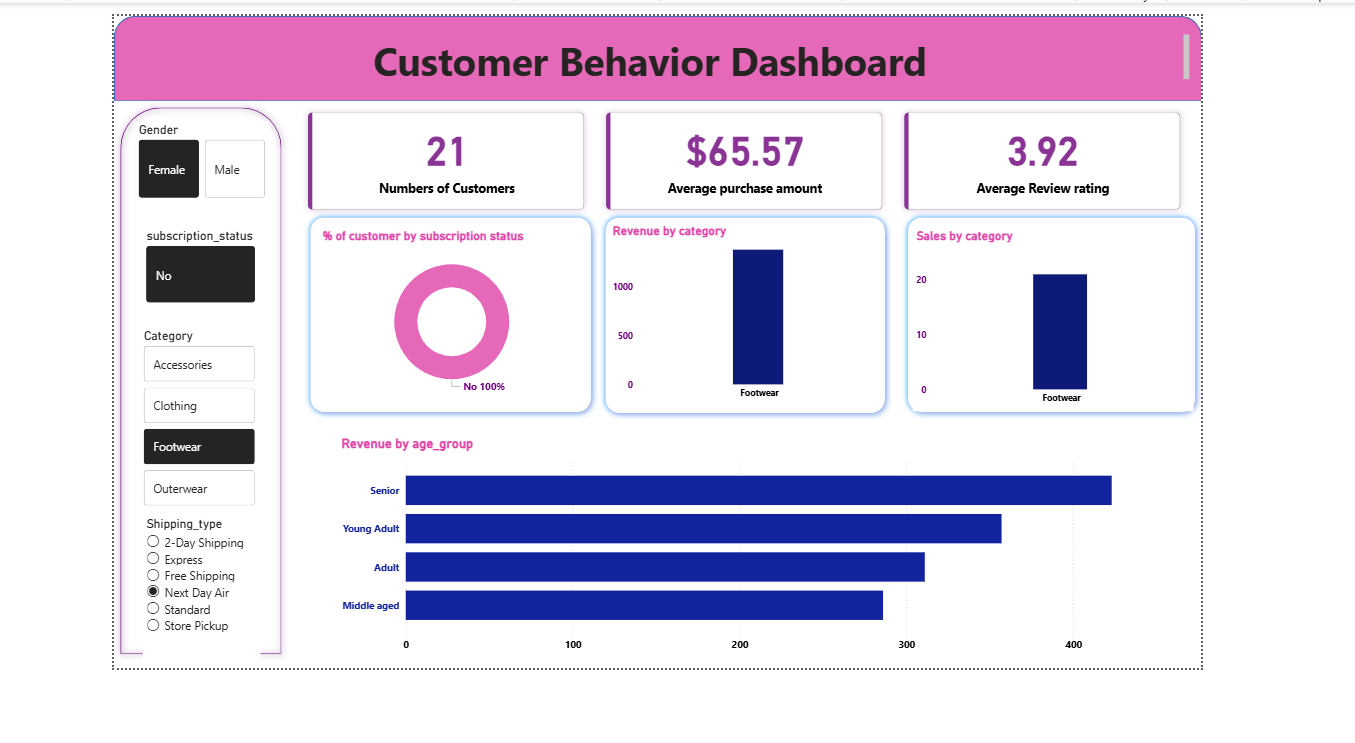 Customer Behavior Dashboard
Gender
Female
Male
subscription_status
No
Category
Accessories
Clothing
Footwear
Outerwear
Shipping_type
2-Day Shipping
Express
Free Shipping
Next Day Air
Standard
Store Pickup
21
Numbers of Customers
$65.57
Average purchase amount
3.92
Average Review rating
% of customer by subscription status
No 100%
Revenue by category
1000
500
0
Footwear
Sales by category
20
10
0
Footwear
Revenue by age_group
Senior
Young Adult
Adult
Middle aged
0 100 200 300 400